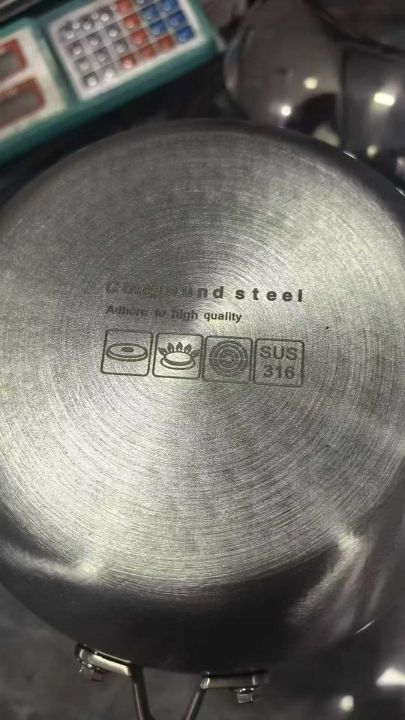 Compound steel
Adhere to high quality
SUS
316